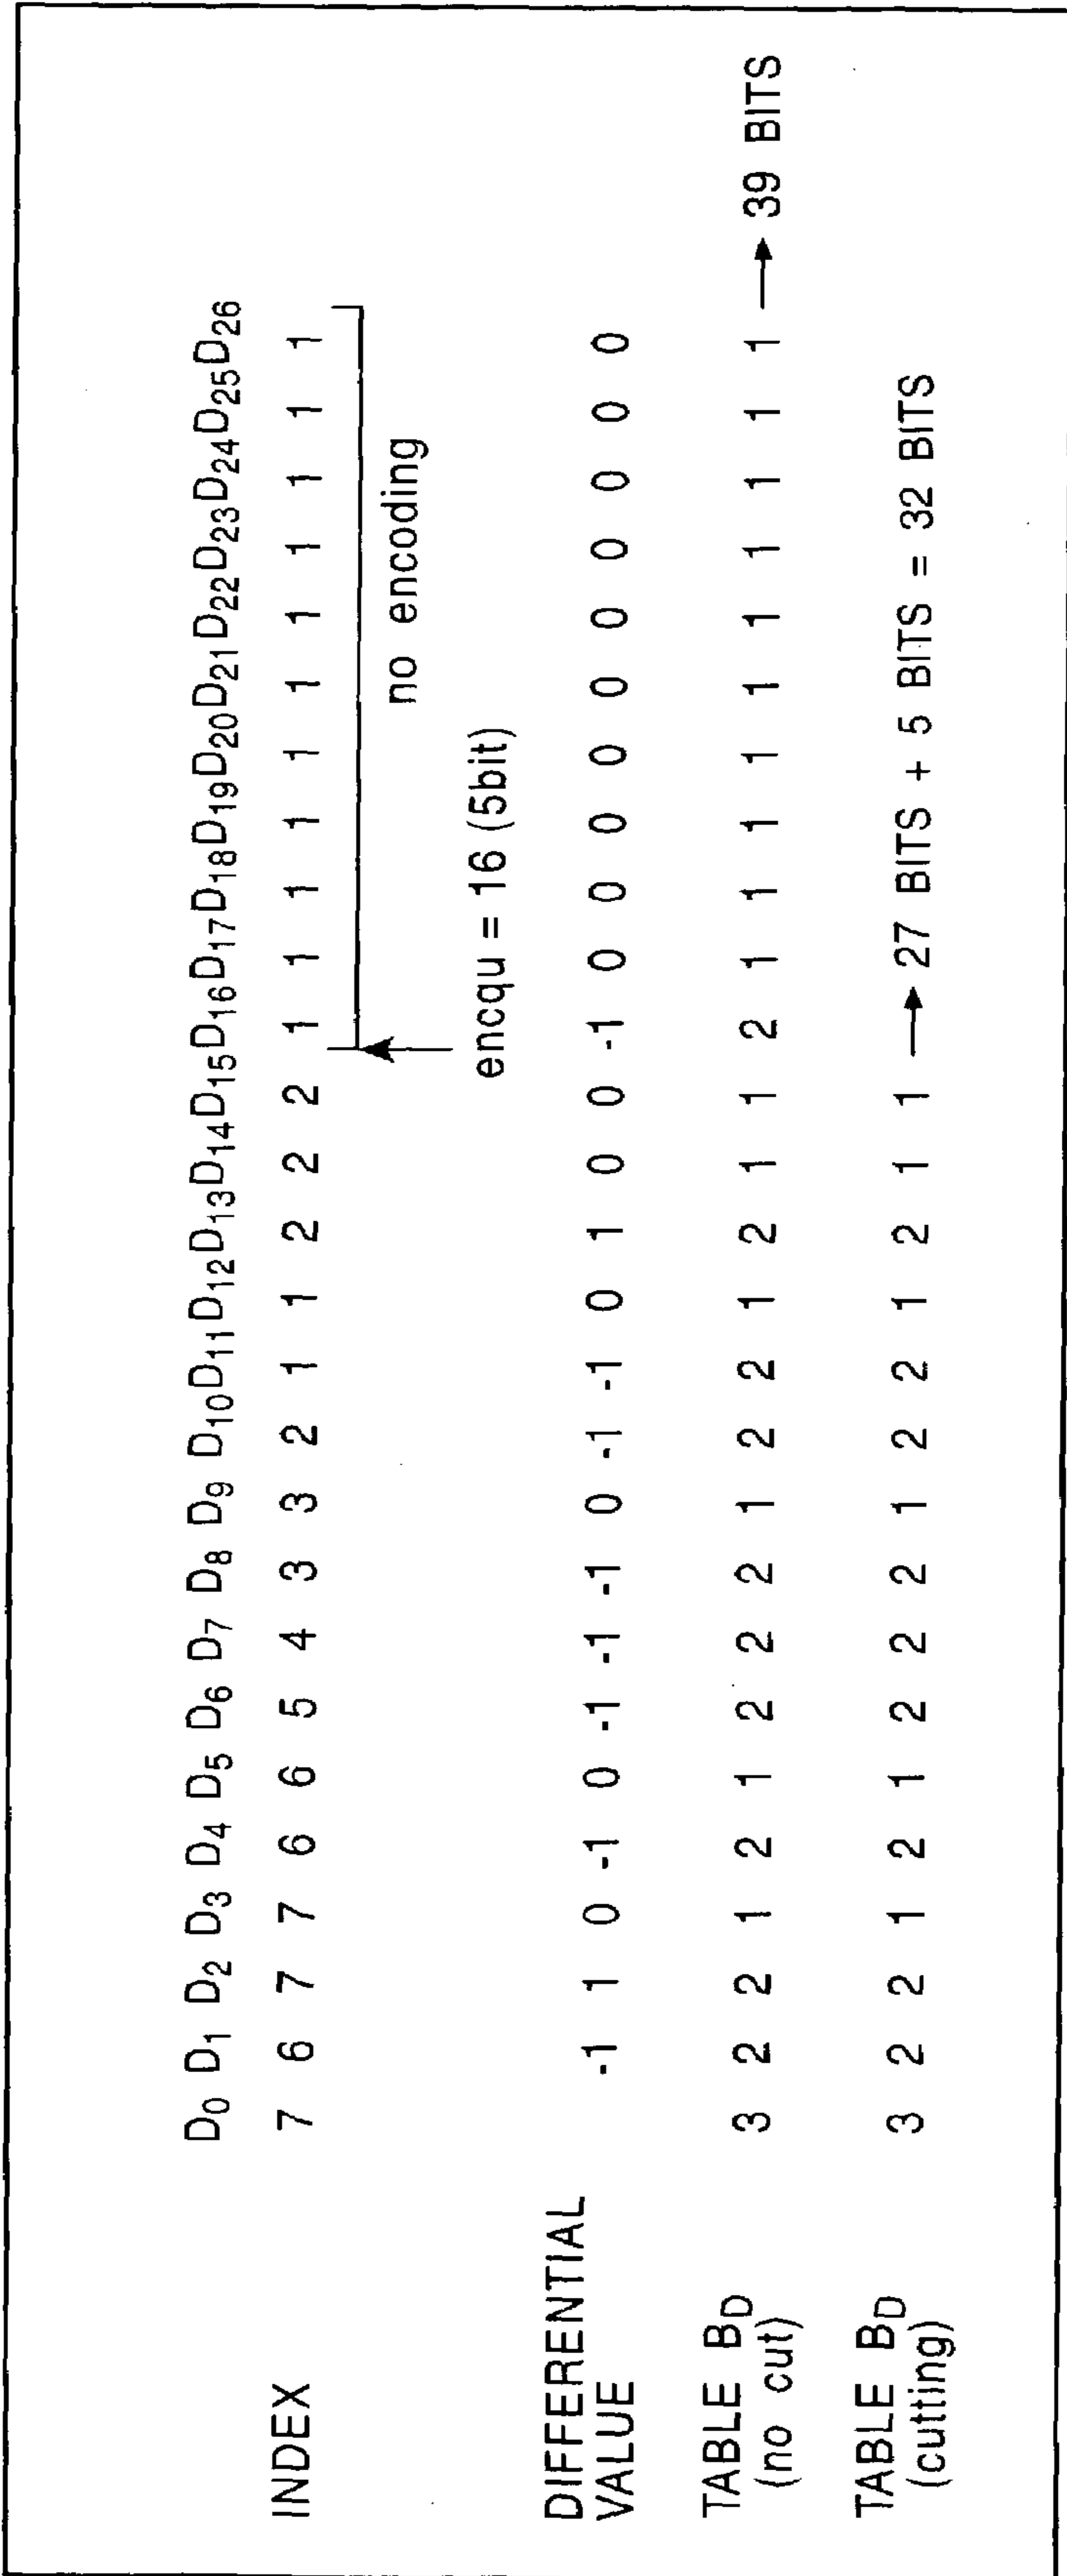 D₀ D₁ D₂ D₃ D₄ D₅ D₆ D₇ D₈ D₉ D₁₀ D₁₁ D₁₂ D₁₃ D₁₄ D₁₅ D₁₆ D₁₇ D₁₈ D₁₉ D₂₀ D₂₁ D₂₂ D₂₃ D₂₄ D₂₅ D₂₆
INDEX 7 6 7 7 6 6 5 4 3 3 2 1 1 2 2 2 1 1 1 1 1 1 1 1 1 1 1
no encoding
encqu = 16 (5bit)
DIFFERENTIAL
VALUE -1 1 0 -1 0 -1 -1 -1 0 -1 -1 0 1 0 0 -1 0 0 0 0 0 0 0 0 0 0
TABLE B_D 3 2 2 1 2 1 2 2 2 1 2 2 1 2 1 1 2 1 1 1 1 1 1 1 1 1 1 → 39 BITS
(no cut)
TABLE B_D 3 2 2 1 2 1 2 2 2 1 2 2 1 2 1 1 → 27 BITS + 5 BITS = 32 BITS
(cutting)